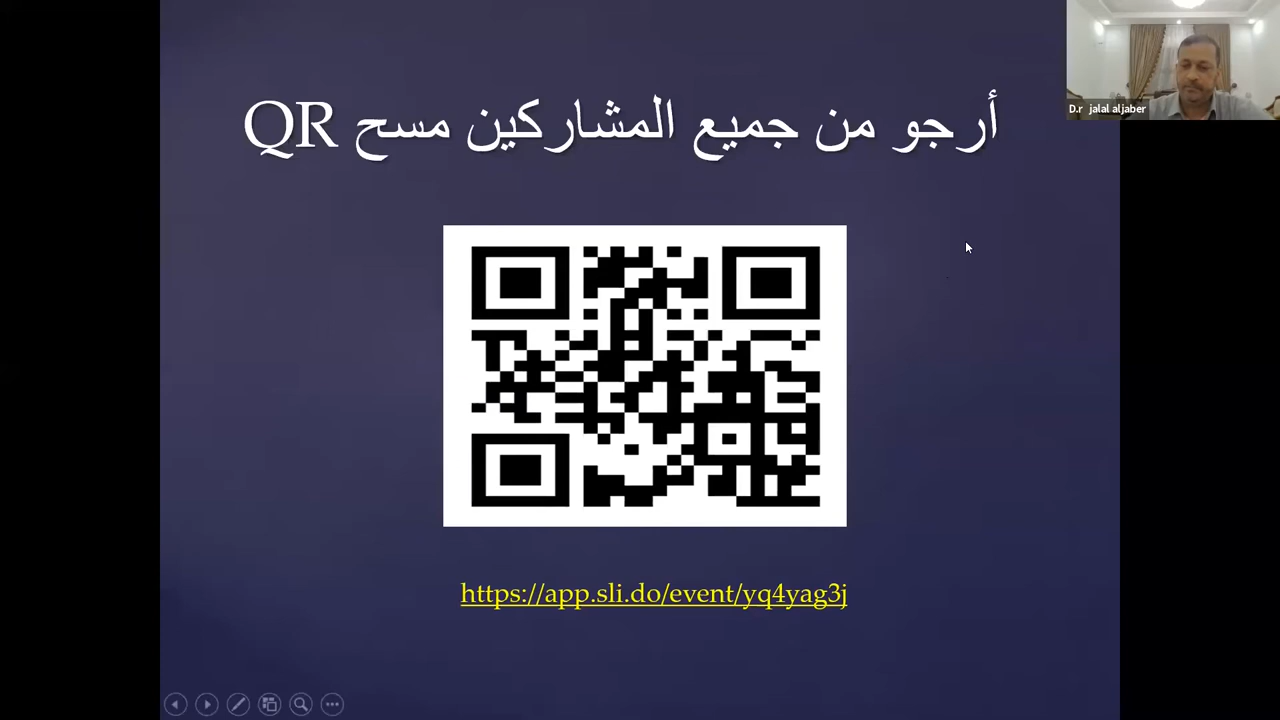 أرجو من جميع المشاركين مسح QR
D.r jalal aljaber
https://app.sli.do/event/yq4yag3j